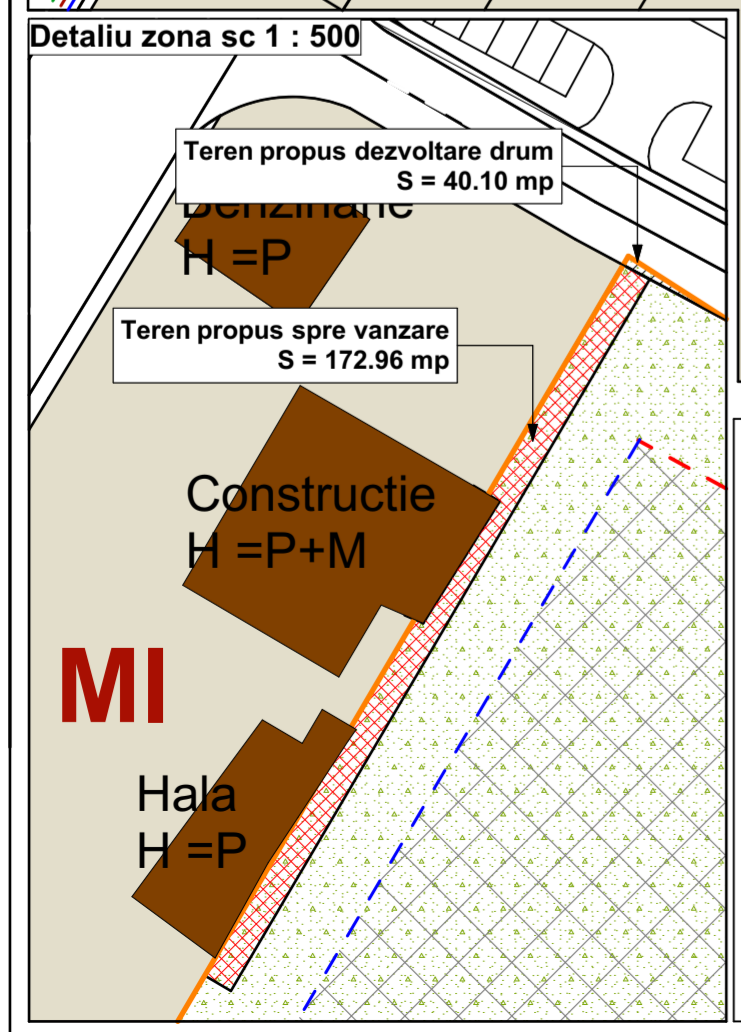 Detaliu zona sc 1 : 500
Teren propus dezvoltare drum
S = 40.10 mp
H =P
Teren propus spre vanzare
S = 172.96 mp
Constructie
H =P+M
MI
Hala
H =P